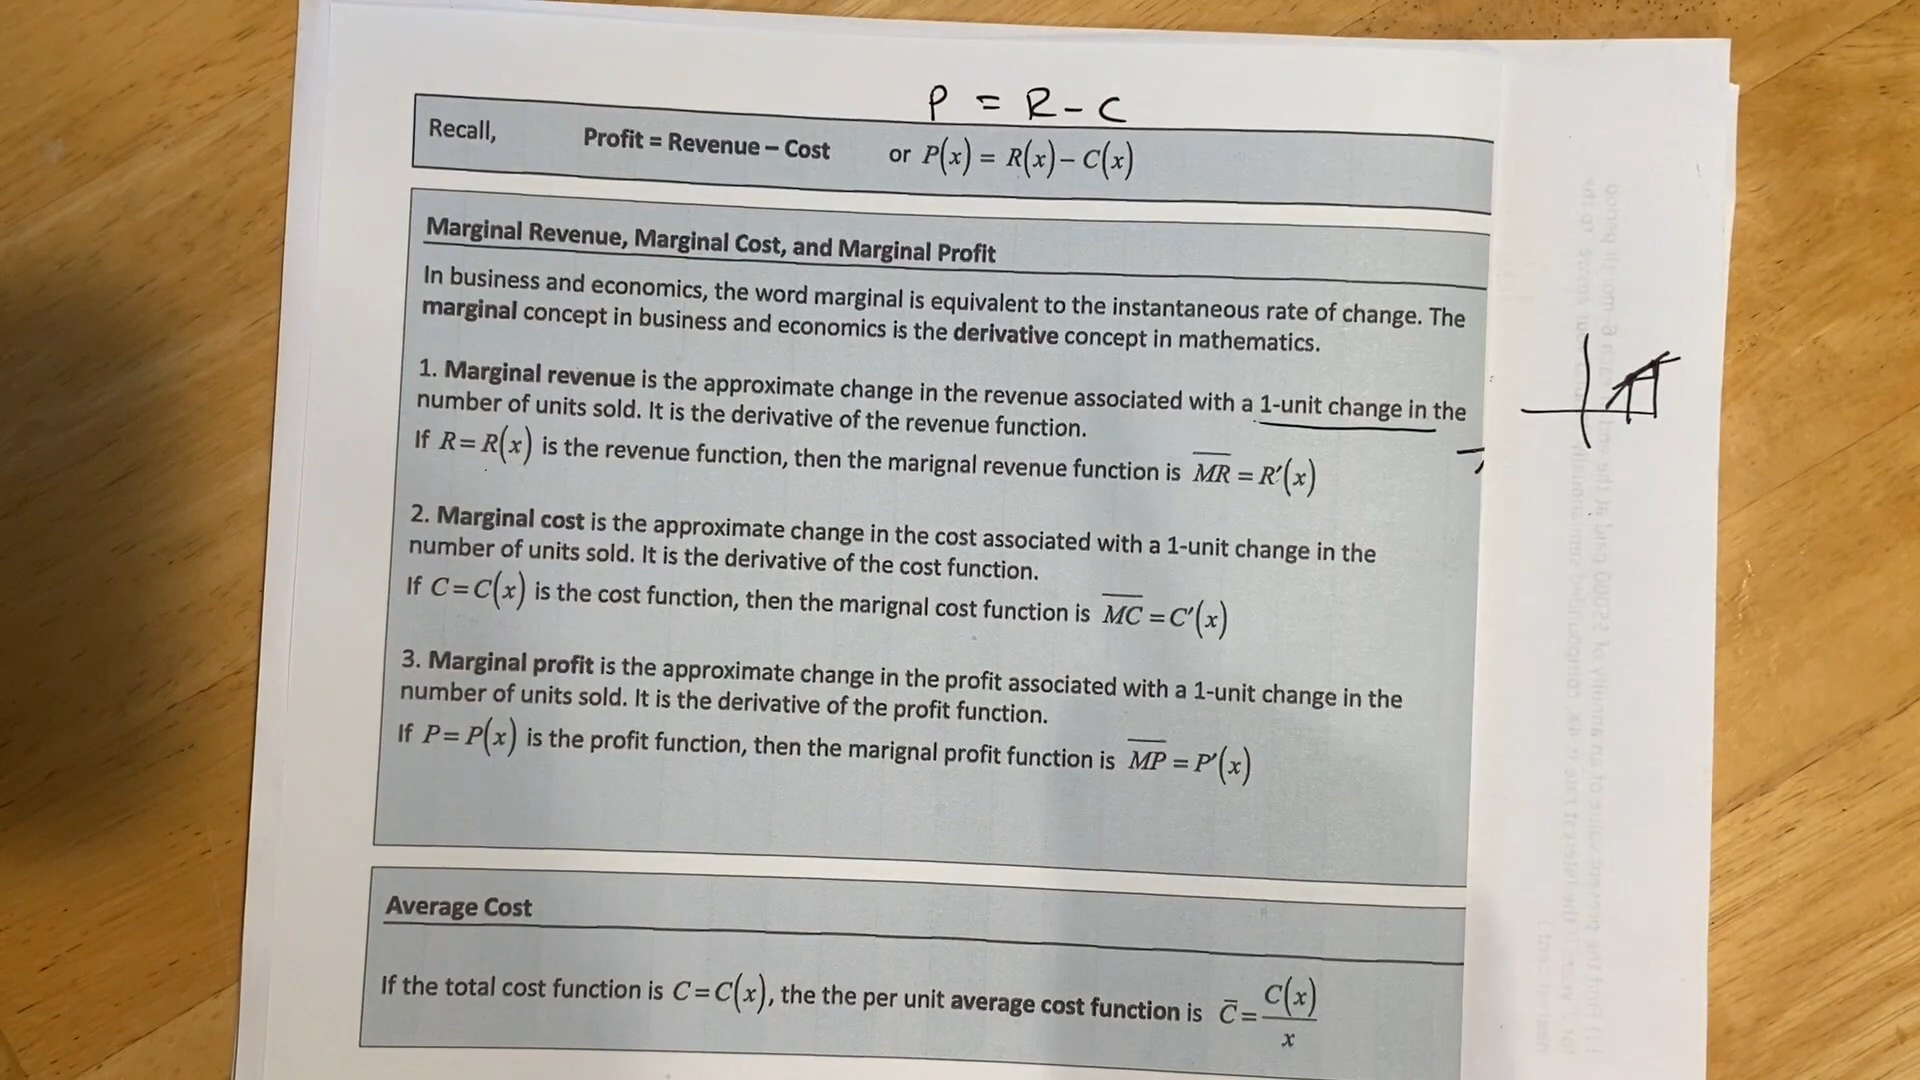 P = R - C
Recall, Profit = Revenue – Cost or P(x) = R(x) – C(x)
Marginal Revenue, Marginal Cost, and Marginal Profit
In business and economics, the word marginal is equivalent to the instantaneous rate of change. The
marginal concept in business and economics is the derivative concept in mathematics.
1. Marginal revenue is the approximate change in the revenue associated with a 1-unit change in the
number of units sold. It is the derivative of the revenue function.
If R = R(x) is the revenue function, then the marignal revenue function is M̅R̅ = R′(x)
2. Marginal cost is the approximate change in the cost associated with a 1-unit change in the
number of units sold. It is the derivative of the cost function.
If C = C(x) is the cost function, then the marignal cost function is M̅C̅ = C′(x)
3. Marginal profit is the approximate change in the profit associated with a 1-unit change in the
number of units sold. It is the derivative of the profit function.
If P = P(x) is the profit function, then the marignal profit function is M̅P̅ = P′(x)
Average Cost
If the total cost function is C = C(x), the the per unit average cost function is C̅ = C(x)
x